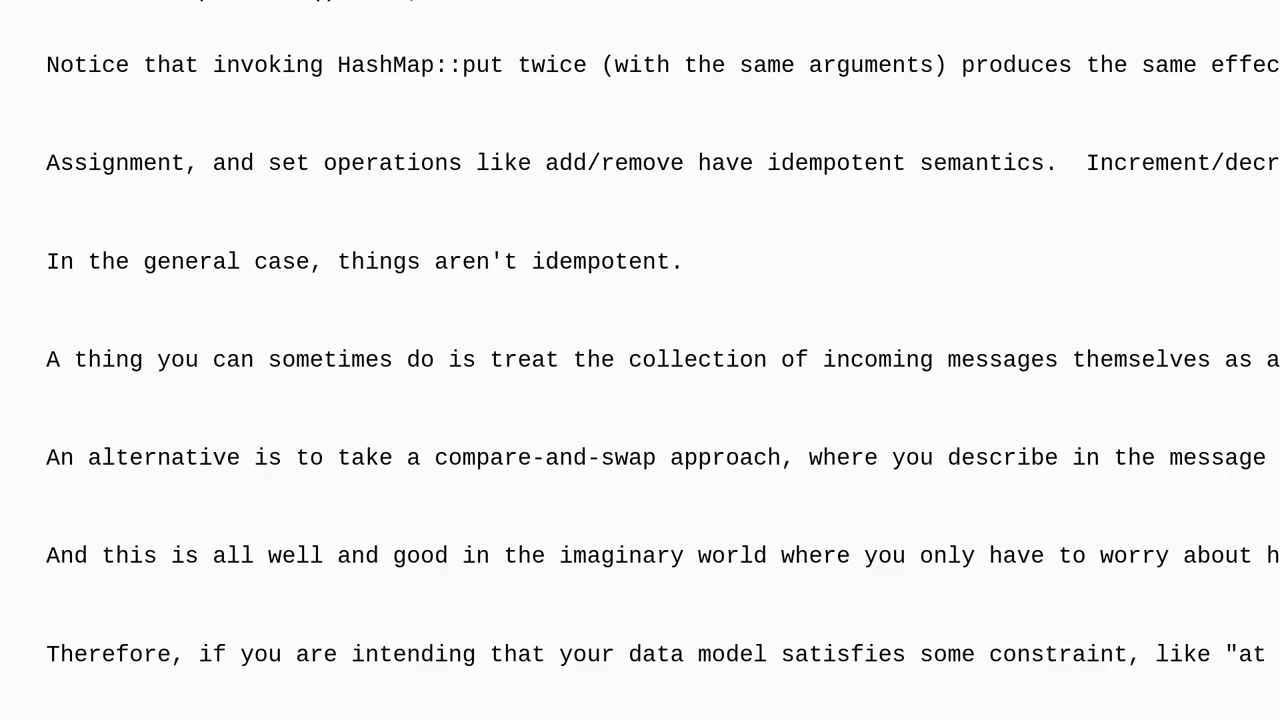 Notice that invoking HashMap::put twice (with the same arguments) produces the same effec
Assignment, and set operations like add/remove have idempotent semantics.  Increment/decr
In the general case, things aren't idempotent.
A thing you can sometimes do is treat the collection of incoming messages themselves as a
An alternative is to take a compare-and-swap approach, where you describe in the message
And this is all well and good in the imaginary world where you only have to worry about h
Therefore, if you are intending that your data model satisfies some constraint, like "at